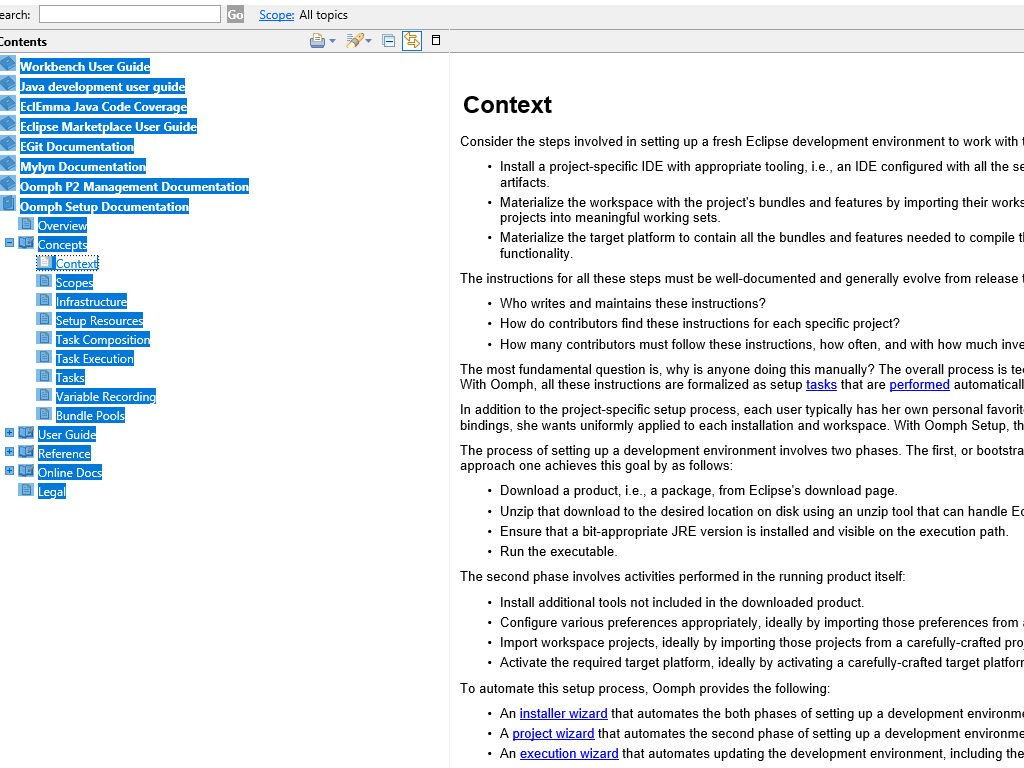 earch:
Go
Scope: All topics
Contents
Workbench User Guide
Java development user guide
EclEmma Java Code Coverage
Eclipse Marketplace User Guide
EGit Documentation
Mylyn Documentation
Oomph P2 Management Documentation
Oomph Setup Documentation
Overview
Concepts
Context
Scopes
Infrastructure
Setup Resources
Task Composition
Task Execution
Tasks
Variable Recording
Bundle Pools
User Guide
Reference
Online Docs
Legal
Context
Consider the steps involved in setting up a fresh Eclipse development environment to work with
• Install a project-specific IDE with appropriate tooling, i.e., an IDE configured with all the se
artifacts.
• Materialize the workspace with the project's bundles and features by importing their works
projects into meaningful working sets.
• Materialize the target platform to contain all the bundles and features needed to compile
functionality.
The instructions for all these steps must be well-documented and generally evolve from release
• Who writes and maintains these instructions?
• How do contributors find these instructions for each specific project?
• How many contributors must follow these instructions, how often, and with how much inve
The most fundamental question is, why is anyone doing this manually? The overall process is te
With Oomph, all these instructions are formalized as setup tasks that are performed automaticall
In addition to the project-specific setup process, each user typically has her own personal favorit
bindings, she wants uniformly applied to each installation and workspace. With Oomph Setup, th
The process of setting up a development environment involves two phases. The first, or bootstra
approach one achieves this goal by as follows:
• Download a product, i.e., a package, from Eclipse's download page.
• Unzip that download to the desired location on disk using an unzip tool that can handle Ec
• Ensure that a bit-appropriate JRE version is installed and visible on the execution path.
• Run the executable.
The second phase involves activities performed in the running product itself:
• Install additional tools not included in the downloaded product.
• Configure various preferences appropriately, ideally by importing those preferences from
• Import workspace projects, ideally by importing those projects from a carefully-crafted proj
• Activate the required target platform, ideally by activating a carefully-crafted target platforn
To automate this setup process, Oomph provides the following:
• An installer wizard that automates the both phases of setting up a development environme
• A project wizard that automates the second phase of setting up a development environme
• An execution wizard that automates updating the development environment, including the